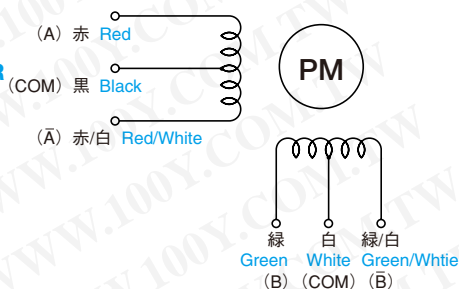 (A) 赤 Red
R
(COM) 黒 Black
(Ā) 赤/白 Red/White
PM
緑 白 緑/白
Green White Green/Whtie
(B) (COM) (B̄)
WWW.100Y.COM.TW